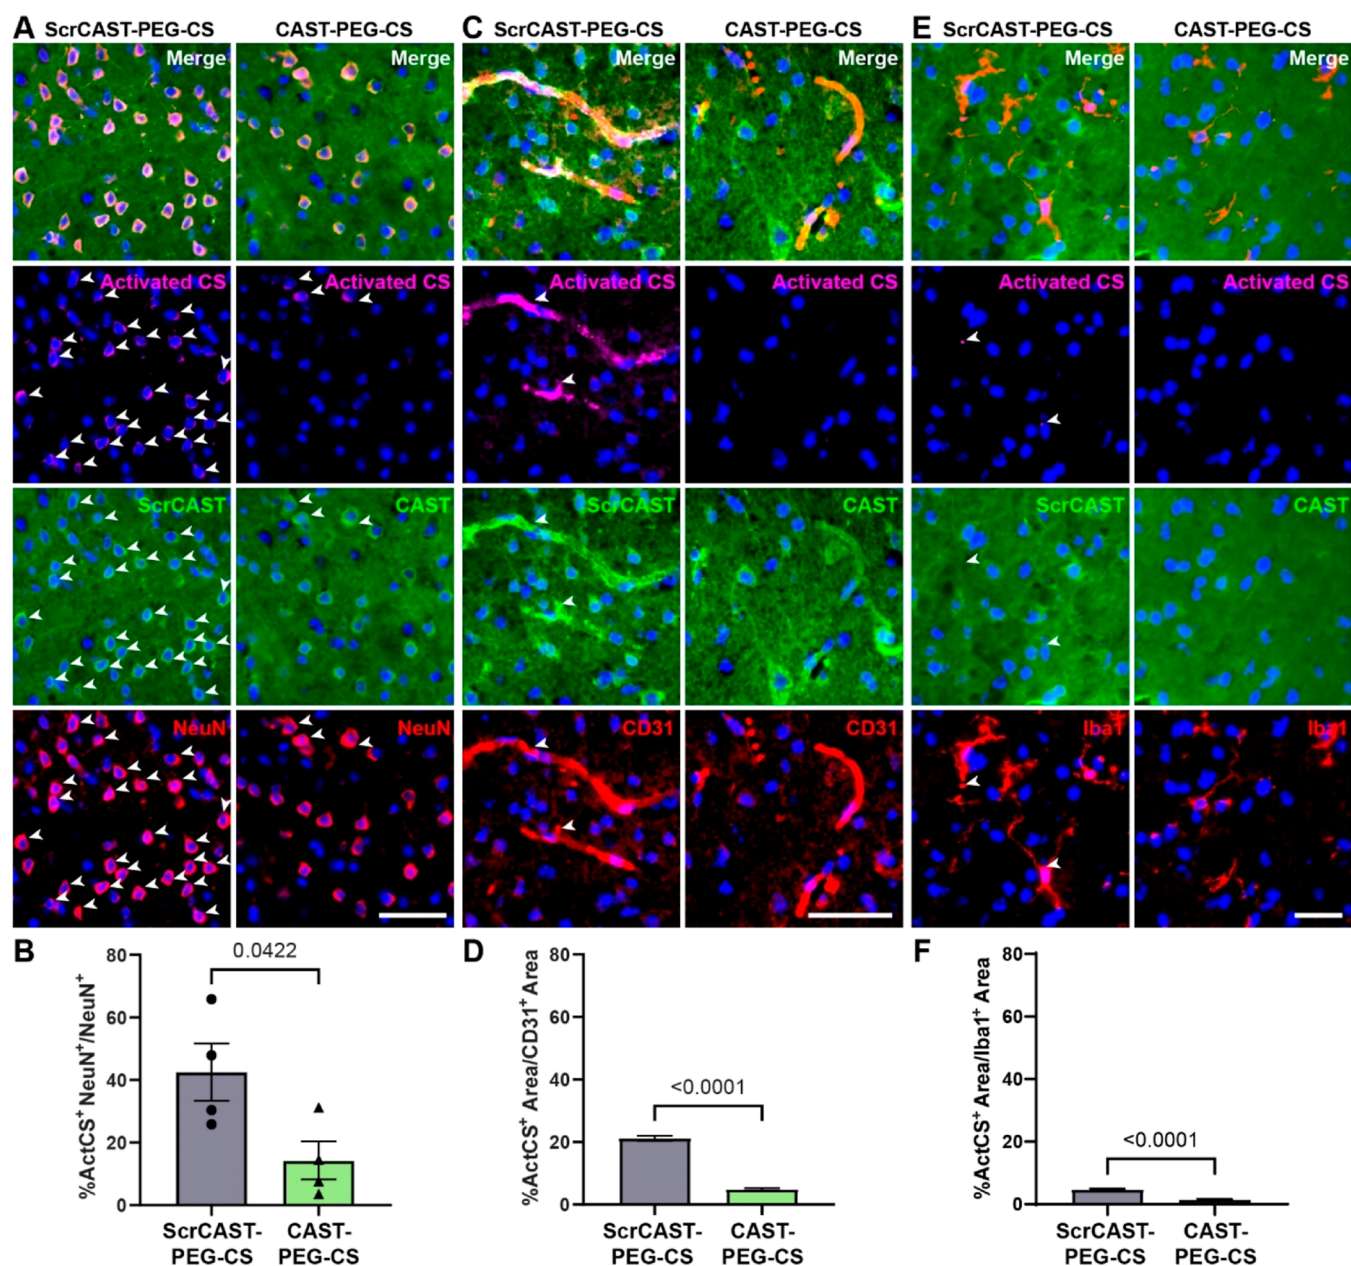 A ScrCAST-PEG-CS CAST-PEG-CS C ScrCAST-PEG-CS CAST-PEG-CS E ScrCAST-PEG-CS CAST-PEG-CS
Merge Merge Merge Merge Merge Merge
Activated CS Activated CS Activated CS Activated CS Activated CS Activated CS
ScrCAST CAST ScrCAST CAST ScrCAST CAST
NeuN NeuN CD31 CD31 Iba1 Iba1
B
%ActCS⁺ NeuN⁺/NeuN⁺
80
60
40
20
0
0.0422
ScrCAST-
PEG-CS
CAST-
PEG-CS
D
%ActCS⁺ Area/CD31⁺ Area
80
60
40
20
0
<0.0001
ScrCAST-
PEG-CS
CAST-
PEG-CS
F
%ActCS⁺ Area/Iba1⁺ Area
80
60
40
20
0
<0.0001
ScrCAST-
PEG-CS
CAST-
PEG-CS